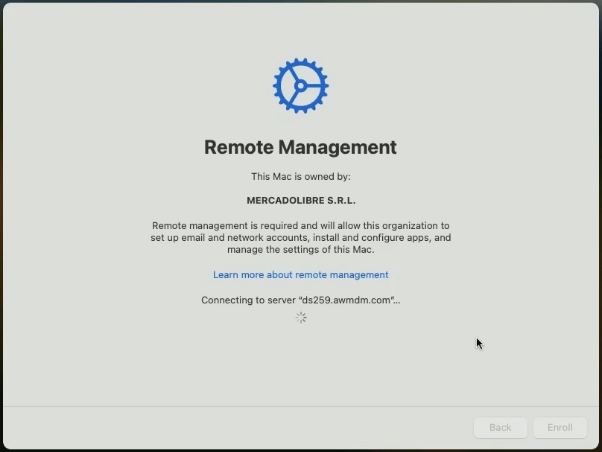 Remote Management
This Mac is owned by:
MERCADOLIBRE S.R.L.
Remote management is required and will allow this organization to
set up email and network accounts, install and configure apps, and
manage the settings of this Mac.
Learn more about remote management
Connecting to server “ds259.awmdm.com”...
Back
Enroll